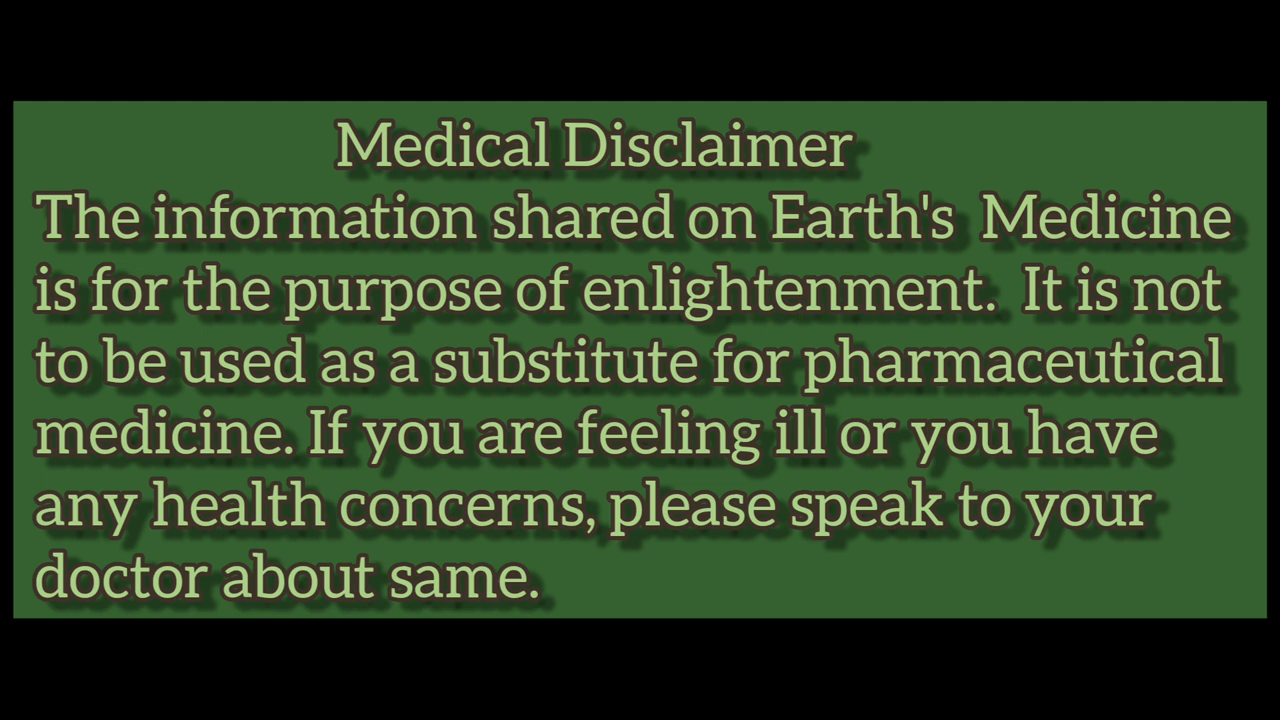 Medical Disclaimer
The information shared on Earth's  Medicine
is for the purpose of enlightenment.  It is not
to be used as a substitute for pharmaceutical
medicine. If you are feeling ill or you have
any health concerns, please speak to your
doctor about same.